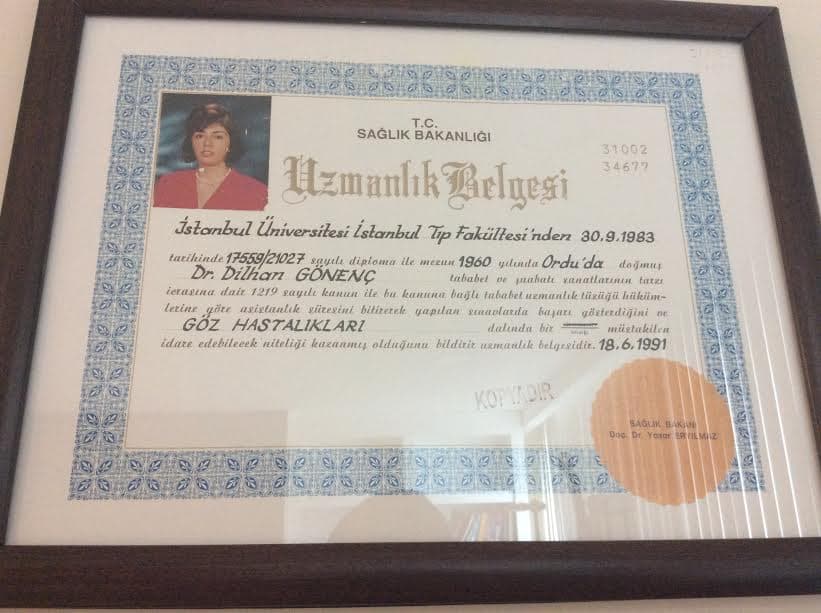 T.C.
SAĞLIK BAKANLIĞI
31002
34677
Uzmanlık Belgesi
İstanbul Üniversitesi İstanbul Tıp Fakültesi'nden 30.9.1983
tarihinde 17559/21027 sayılı diploma ile mezun 1960 yılında Ordu'da doğmuş
Dr. Dilhan GÖNENÇ tababet ve şuabatı sanatlarının tarzı
icrasına dair 1219 sayılı kanun ile bu kanuna bağlı tababet uzmanlık tüzüğü hüküm-
lerine göre asistanlık süresini bitirerek yapılan sınavlarda başarı gösterdiğini ve
GÖZ HASTALIKLARI dalında bir müstakilen
idare edebilecek niteliği kazanmış olduğunu bildirir uzmanlık belgesidir. 18.6.1991
KOPYADIR
SAĞLIK BAKANI
Doç. Dr. Yaşar ERYILMAZ